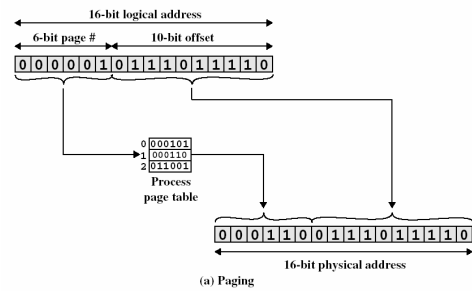 16-bit logical address
6-bit page # 10-bit offset
0 0 0 0 0 1 0 1 1 1 0 1 1 1 1 0
0 000101
1 000110
2 011001
Process
page table
0 0 0 1 1 0 0 1 1 1 0 1 1 1 1 0
16-bit physical address
(a) Paging